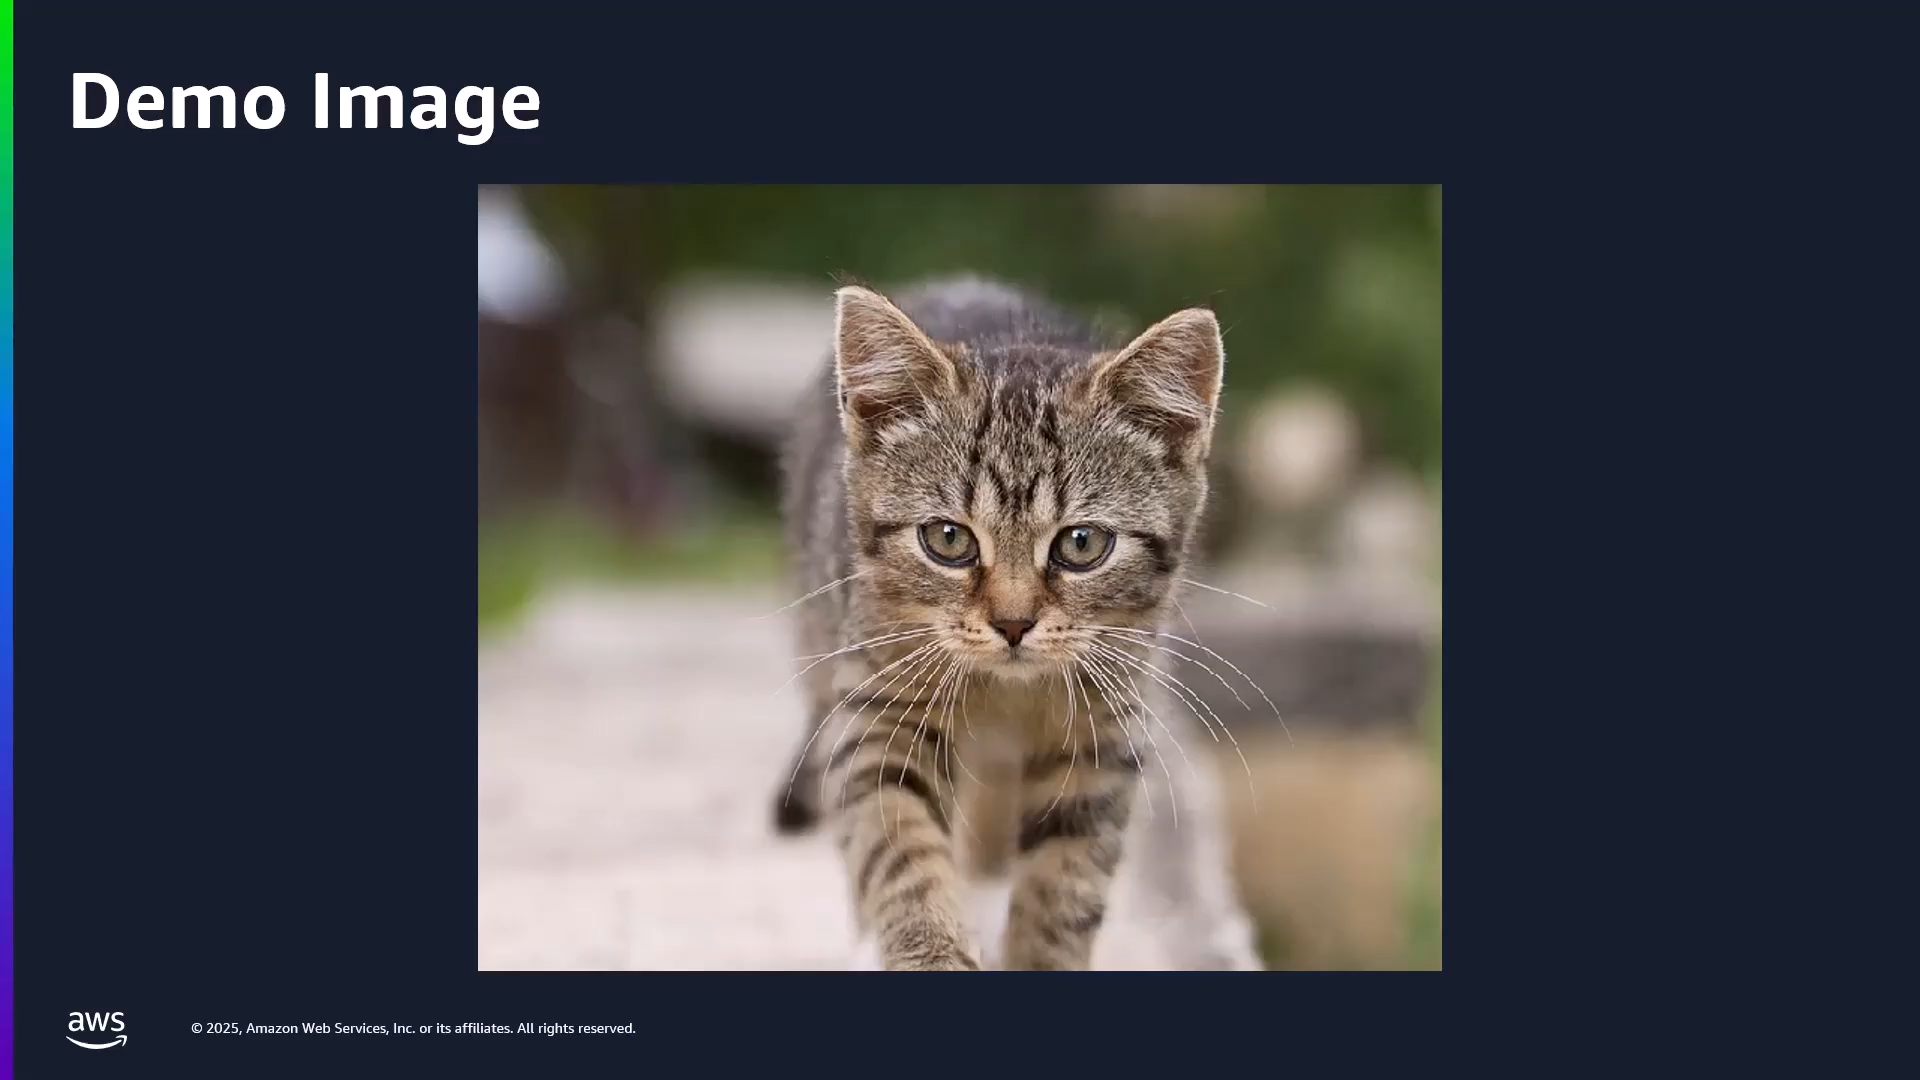 Demo Image
aws
© 2025, Amazon Web Services, Inc. or its affiliates. All rights reserved.